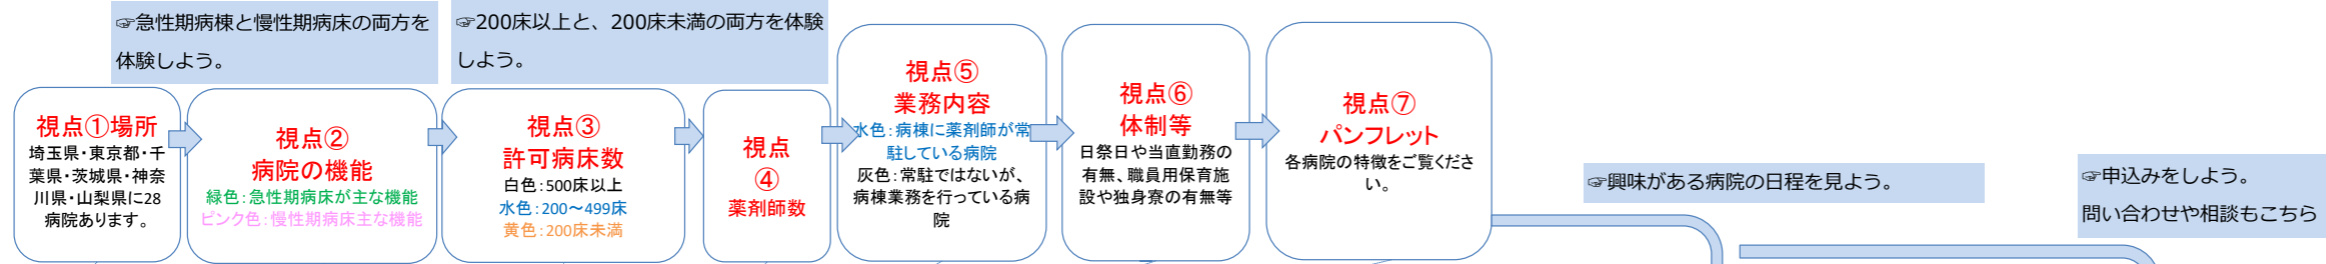 ☞急性期病棟と慢性期病床の両方を
体験しよう。
☞200床以上と、200床未満の両方を体験
しよう。
視点①場所
埼玉県・東京都・千
葉県・茨城県・神奈
川県・山梨県に28
病院あります。
視点②
病院の機能
緑色：急性期病床が主な機能
ピンク色：慢性期病床主な機能
視点③
許可病床数
白色：500床以上
水色：200～499床
黄色：200床未満
視点
④
薬剤師数
視点⑤
業務内容
水色：病棟に薬剤師が常
駐している病院
灰色：常駐ではないが、
病棟業務を行っている病
院
視点⑥
体制等
日祭日や当直勤務の
有無、職員用保育施
設や独身寮の有無等
視点⑦
パンフレット
各病院の特徴をご覧くださ
い。
☞興味がある病院の日程を見よう。
☞申込みをしよう。
問い合わせや相談もこちら